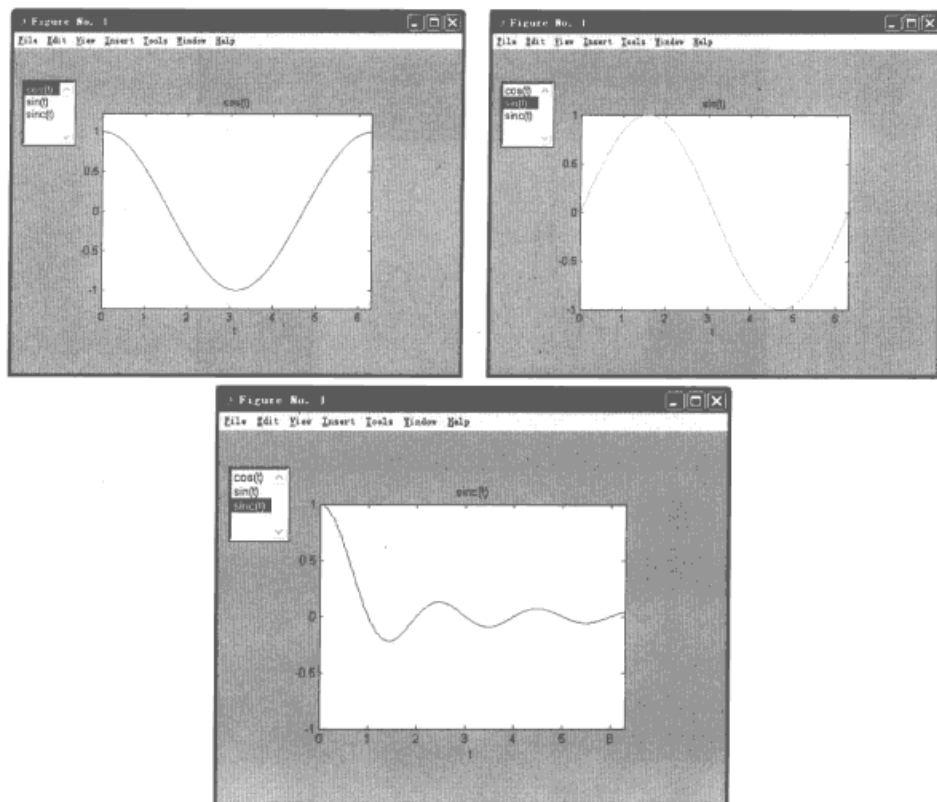 Figure No. 1
File Edit View Insert Tools Window Help
cos(t)
sin(t)
sinc(t)
cos(t)
1
0.5
0
-0.5
-1
0 1 2 3 4 5 6
t
Figure No. 1
File Edit View Insert Tools Window Help
cos(t)
sin(t)
sinc(t)
sin(t)
1
0.5
0
-0.5
-1
0 1 2 3 4 5 6
t
Figure No. 1
File Edit View Insert Tools Window Help
cos(t)
sin(t)
sinc(t)
sinc(t)
1
0.5
0
-0.5
-1
0 1 2 3 4 5 6
t